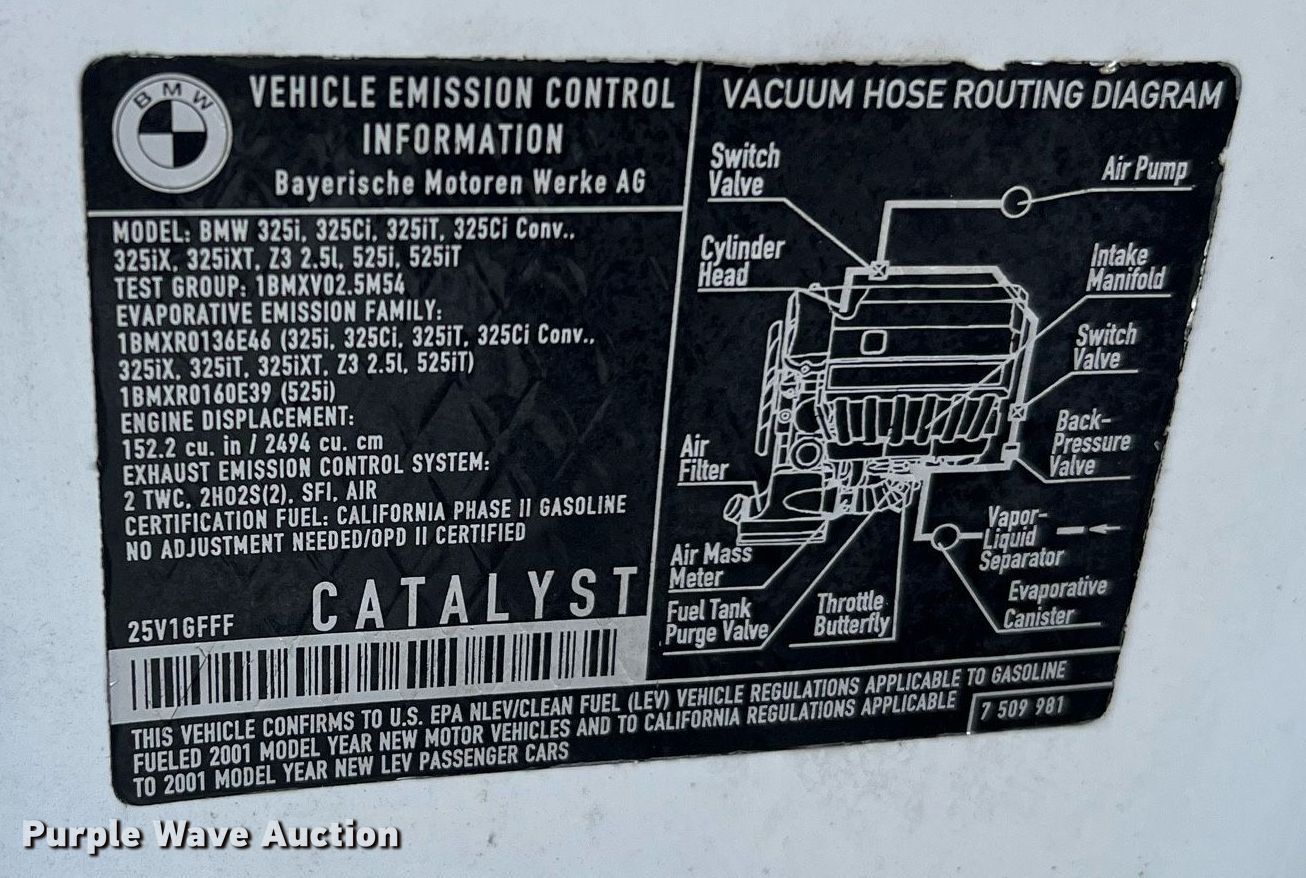 BMW
VEHICLE EMISSION CONTROL
INFORMATION
Bayerische Motoren Werke AG
MODEL: BMW 325i, 325Ci, 325iT, 325Ci Conv.,
325iX, 325iXT, Z3 2.5l, 525i, 525iT
TEST GROUP: 1BMXV02.5M54
EVAPORATIVE EMISSION FAMILY:
1BMXR0136E46 (325i, 325Ci, 325iT, 325Ci Conv.,
325iX, 325iT, 325iXT, Z3 2.5l, 525iT)
1BMXR0160E39 (525i)
ENGINE DISPLACEMENT:
152.2 cu. in / 2494 cu. cm
EXHAUST EMISSION CONTROL SYSTEM:
2 TWC, 2HO2S(2), SFI, AIR
CERTIFICATION FUEL: CALIFORNIA PHASE II GASOLINE
NO ADJUSTMENT NEEDED/OPD II CERTIFIED
CATALYST
25V1GFFF
VACUUM HOSE ROUTING DIAGRAM
Switch
Valve
Air Pump
Cylinder
Head
Intake
Manifold
Switch
Valve
Back-
Pressure
Valve
Air
Filter
Vapor-
Liquid
Separator
Air Mass
Meter
Evaporative
Canister
Fuel Tank
Purge Valve
Throttle
Butterfly
THIS VEHICLE CONFIRMS TO U.S. EPA NLEV/CLEAN FUEL (LEV) VEHICLE REGULATIONS APPLICABLE TO GASOLINE
FUELED 2001 MODEL YEAR NEW MOTOR VEHICLES AND TO CALIFORNIA REGULATIONS APPLICABLE
TO 2001 MODEL YEAR NEW LEV PASSENGER CARS
7 509 981
Purple Wave Auction